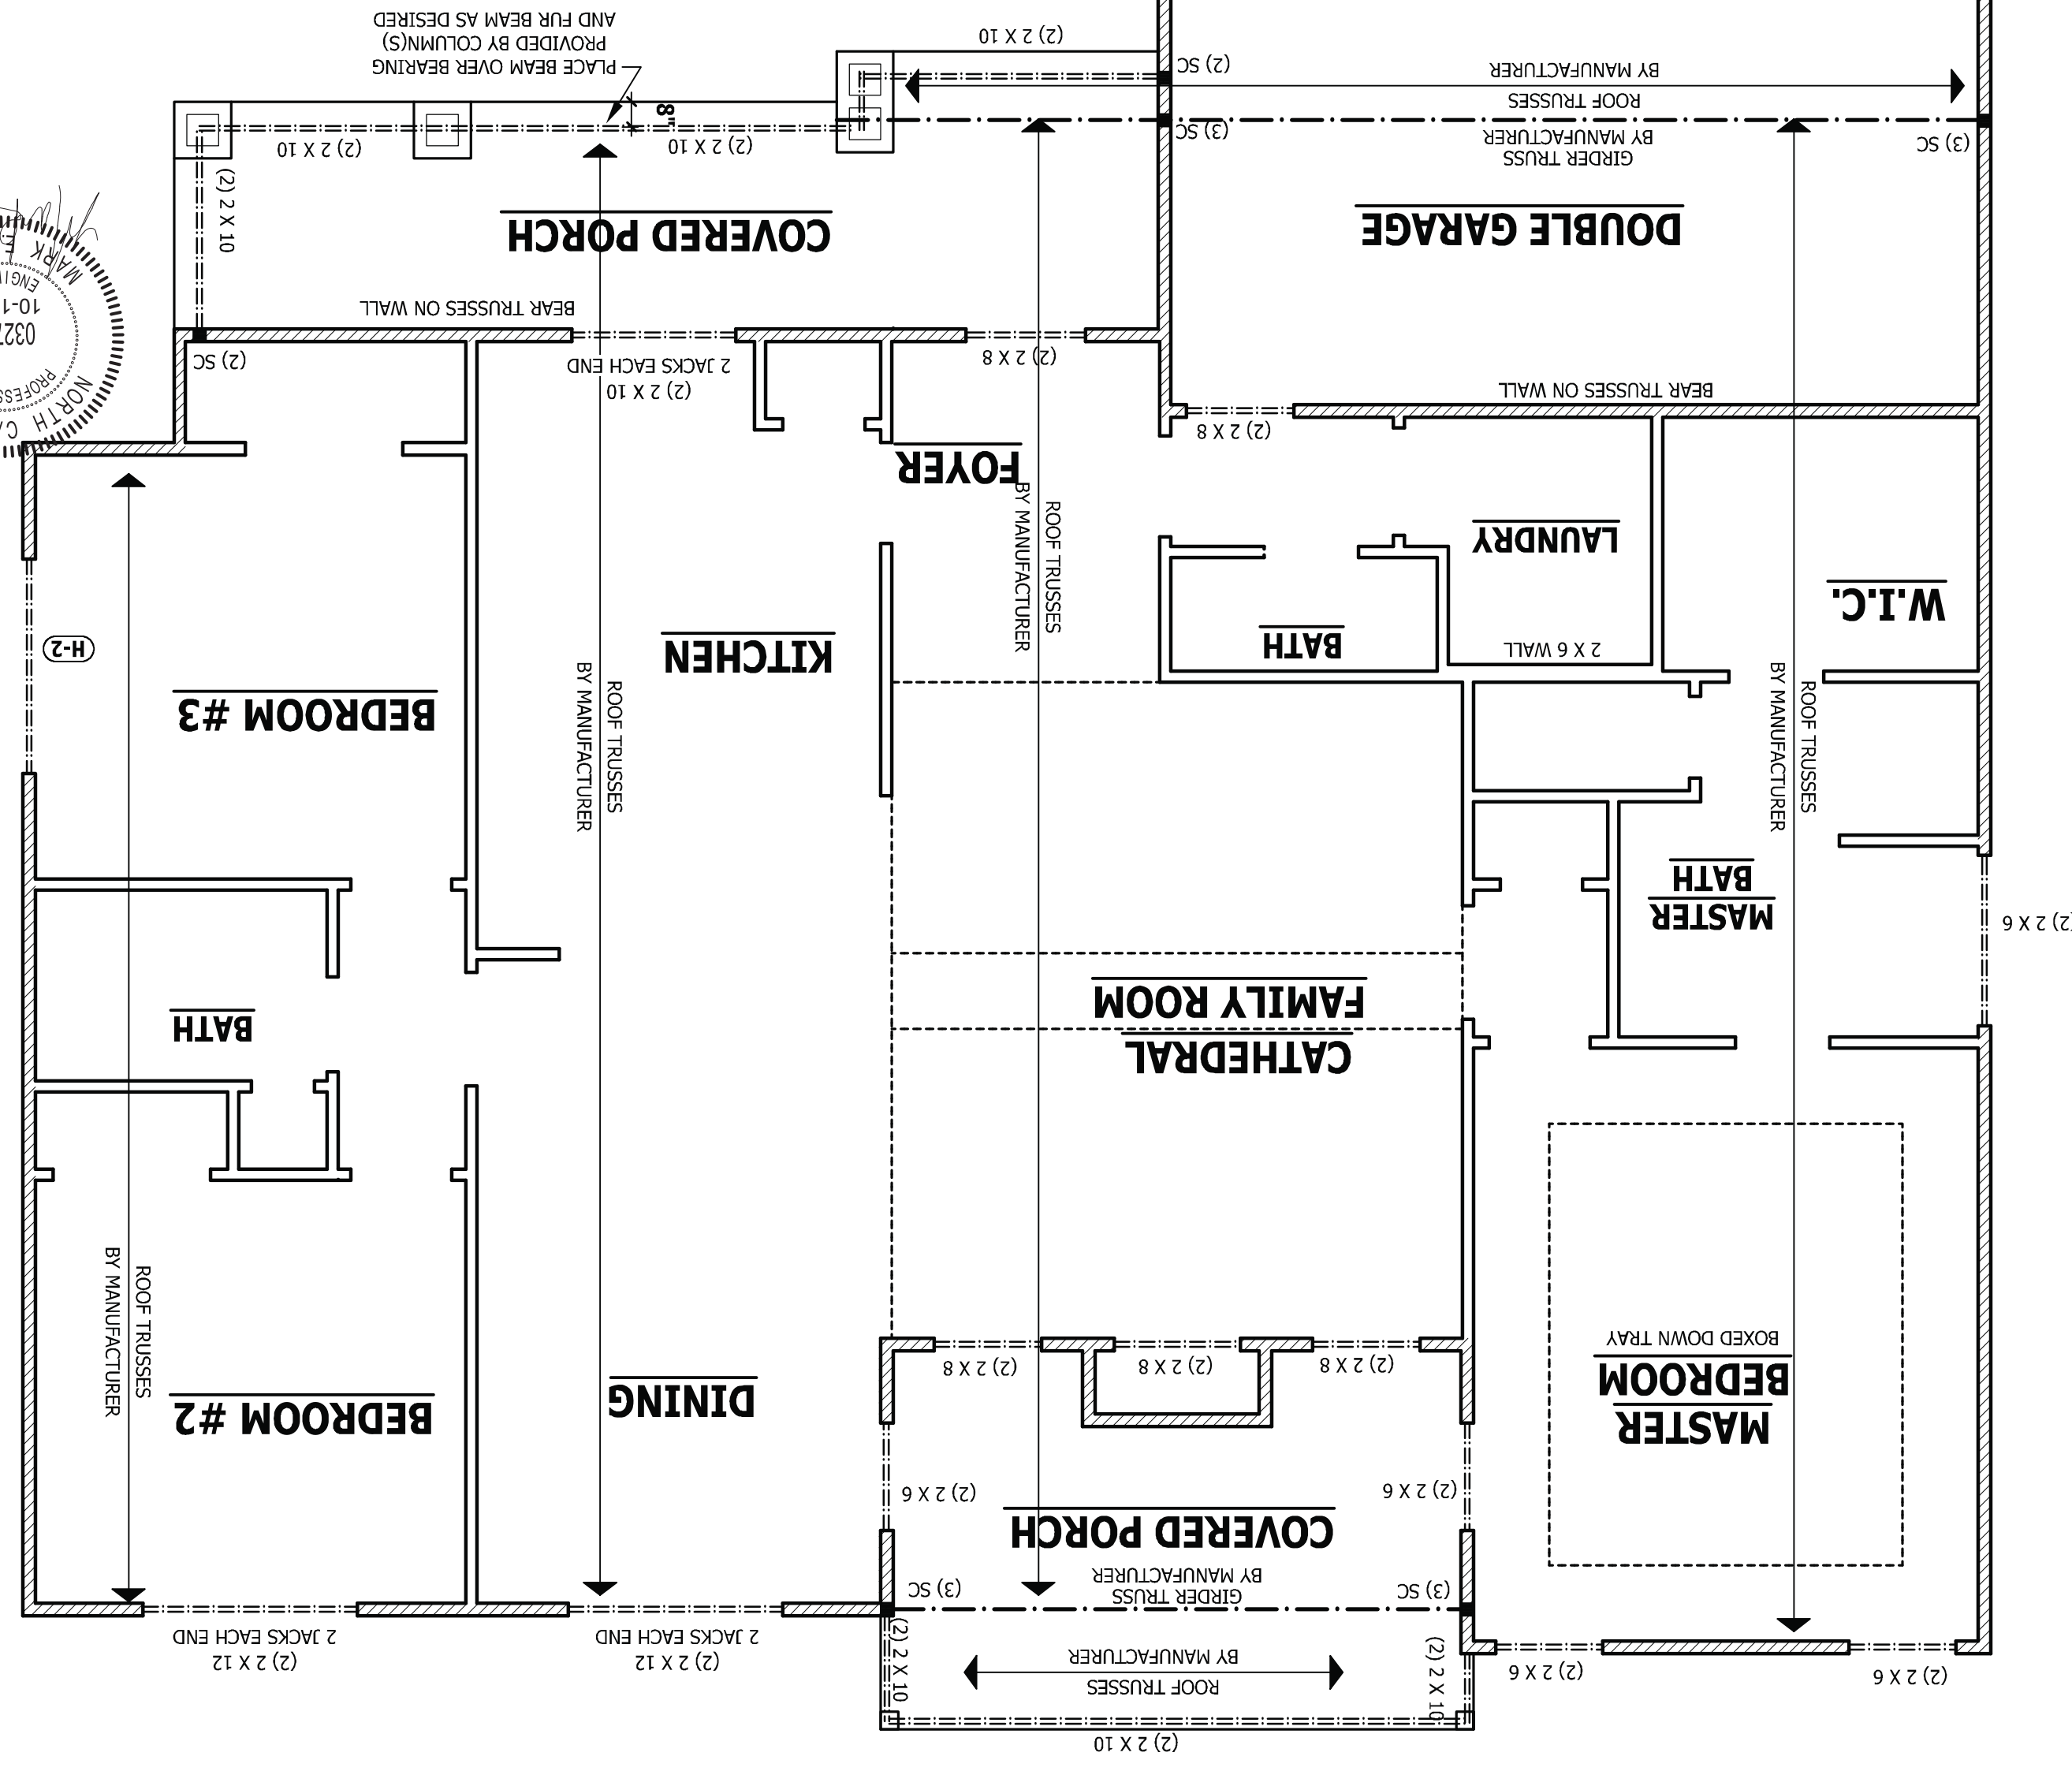 (2) 2 X 10
(2) 2 X 6
(2) 2 X 6
ROOF TRUSSES
BY MANUFACTURER
(2) 2 X 10
(2) 2 X 10
(2) 2 X 12
2 JACKS EACH END
(2) 2 X 12
2 JACKS EACH END
(3) SC
GIRDER TRUSS
BY MANUFACTURER
(3) SC
COVERED PORCH
(2) 2 X 6
(2) 2 X 6
MASTER
BEDROOM
BOXED DOWN TRAY
(2) 2 X 8
(2) 2 X 8
(2) 2 X 8
DINING
BEDROOM #2
ROOF TRUSSES
BY MANUFACTURER
CATHEDRAL
FAMILY ROOM
BATH
(2) 2 X 6
MASTER
BATH
ROOF TRUSSES
BY MANUFACTURER
ROOF TRUSSES
BY MANUFACTURER
ROOF TRUSSES
BY MANUFACTURER
BEDROOM #3
H-2
KITCHEN
2 X 6 WALL
BATH
W.I.C.
LAUNDRY
FOYER
(2) 2 X 8
BEAR TRUSSES ON WALL
(2) 2 X 8
(2) 2 X 10
2 JACKS EACH END
(2) SC
BEAR TRUSSES ON WALL
DOUBLE GARAGE
COVERED PORCH
(2) 2 X 10
NORTH
PROFESS
0327
10-1
ENGI
MARK
(3) SC
GIRDER TRUSS
BY MANUFACTURER
(3) SC
(2) 2 X 10
(2) 2 X 10
8"
ROOF TRUSSES
BY MANUFACTURER
(2) SC
(2) 2 X 10
PLACE BEAM OVER BEARING
PROVIDED BY COLUMN(S)
AND FUR BEAM AS DESIRED